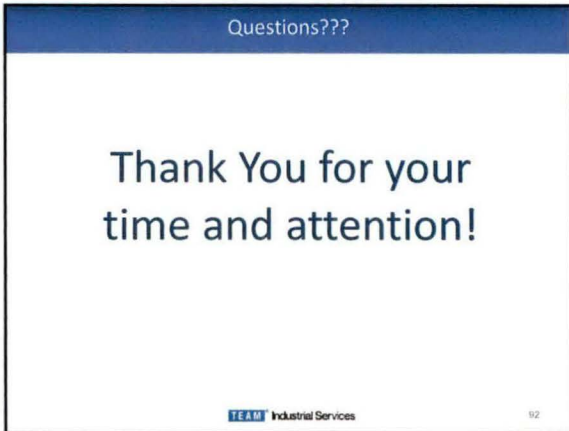 Questions???
Thank You for your
time and attention!
TEAM Industrial Services
92